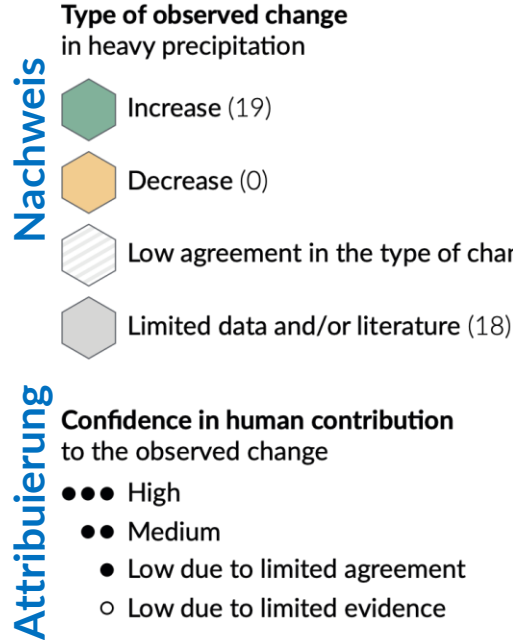 Nachweis
Type of observed change
in heavy precipitation
Increase (19)
Decrease (0)
Low agreement in the type of
Limited data and/or literature (18)
Attribuierung
Confidence in human contribution
to the observed change
●●● High
●● Medium
● Low due to limited agreement
○ Low due to limited evidence